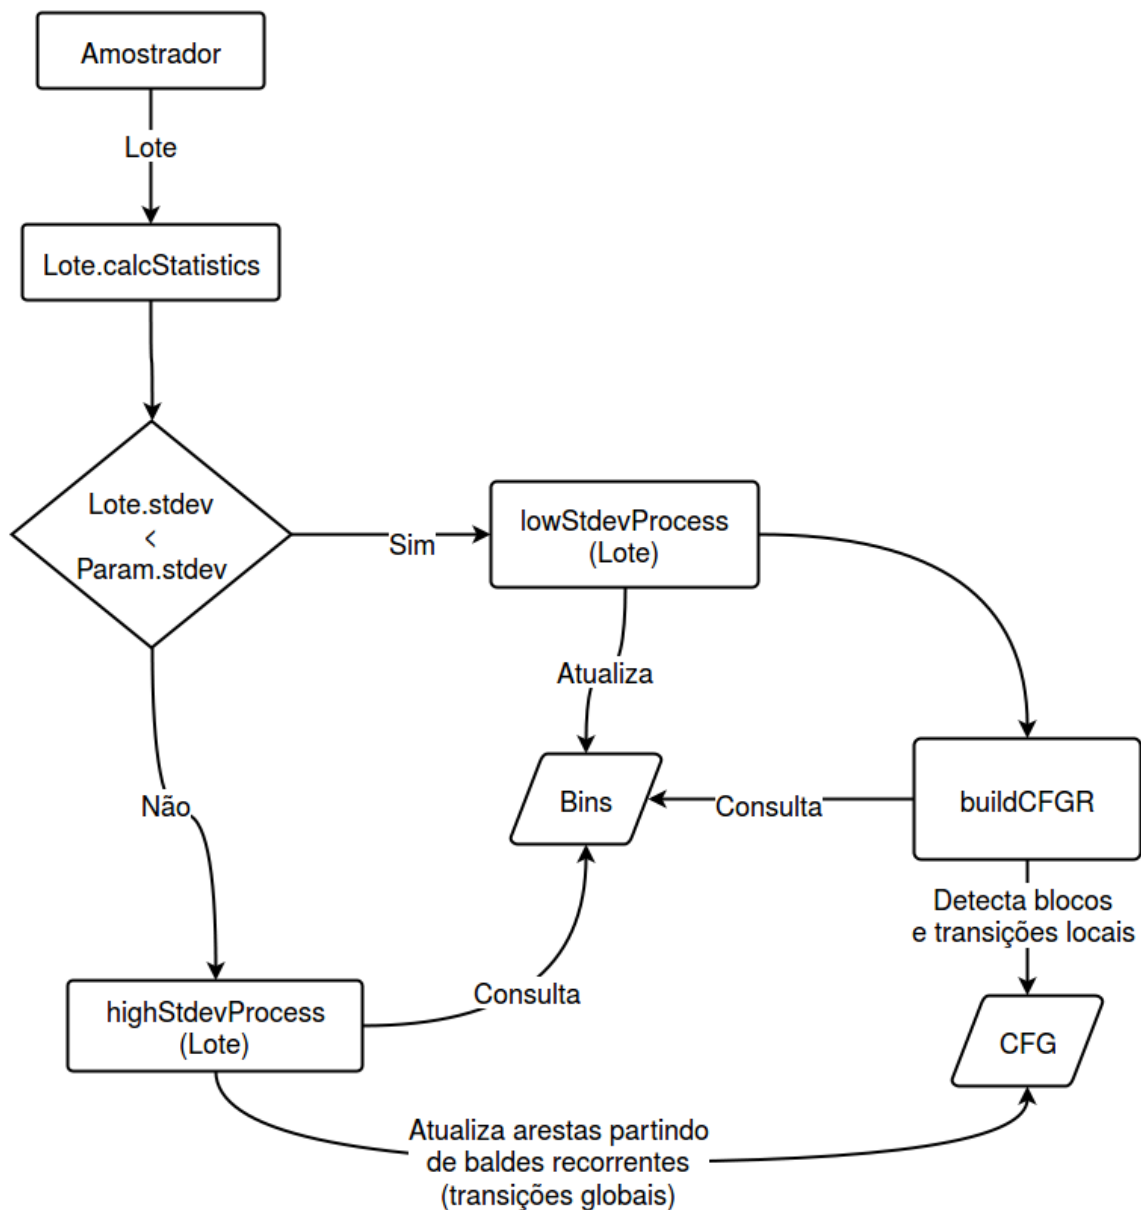 Amostrador
Lote
Lote.calcStatistics
Lote.stdev
<
Param.stdev
Sim
lowStdevProcess
(Lote)
Atualiza
Não
Bins
Consulta
buildCFGR
Detecta blocos
e transições locais
Consulta
highStdevProcess
(Lote)
CFG
Atualiza arestas partindo
de baldes recorrentes
(transições globais)